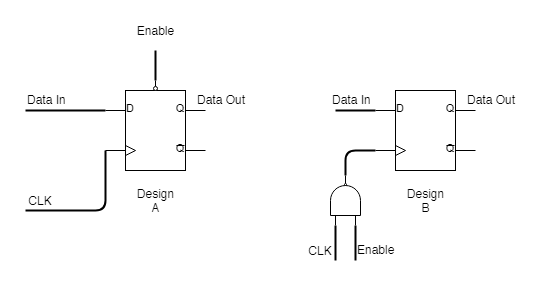 Enable
Data In
D
Q
Data Out
Q
CLK
Design
A
Data In
D
Q
Data Out
Q
Design
B
CLK
Enable